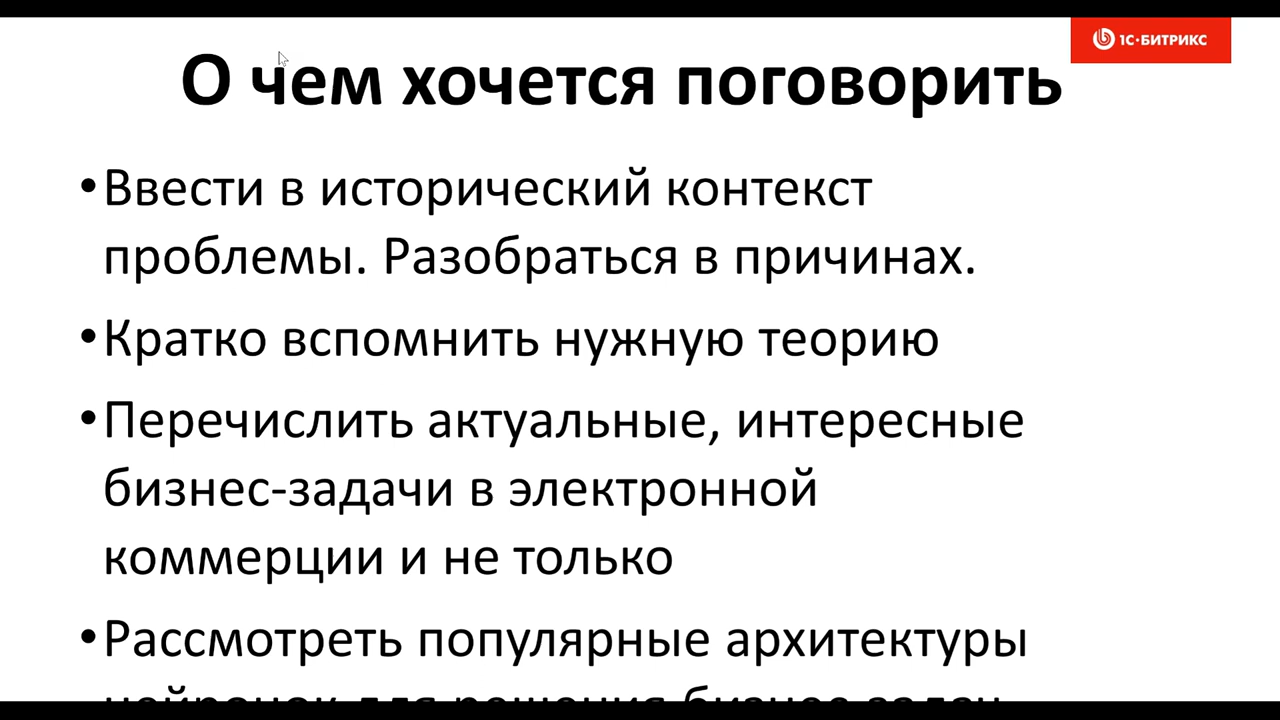 1С·БИТРИКС
О чем хочется поговорить
•Ввести в исторический контекст
проблемы. Разобраться в причинах.
•Кратко вспомнить нужную теорию
•Перечислить актуальные, интересные
бизнес-задачи в электронной
коммерции и не только
•Рассмотреть популярные архитектуры